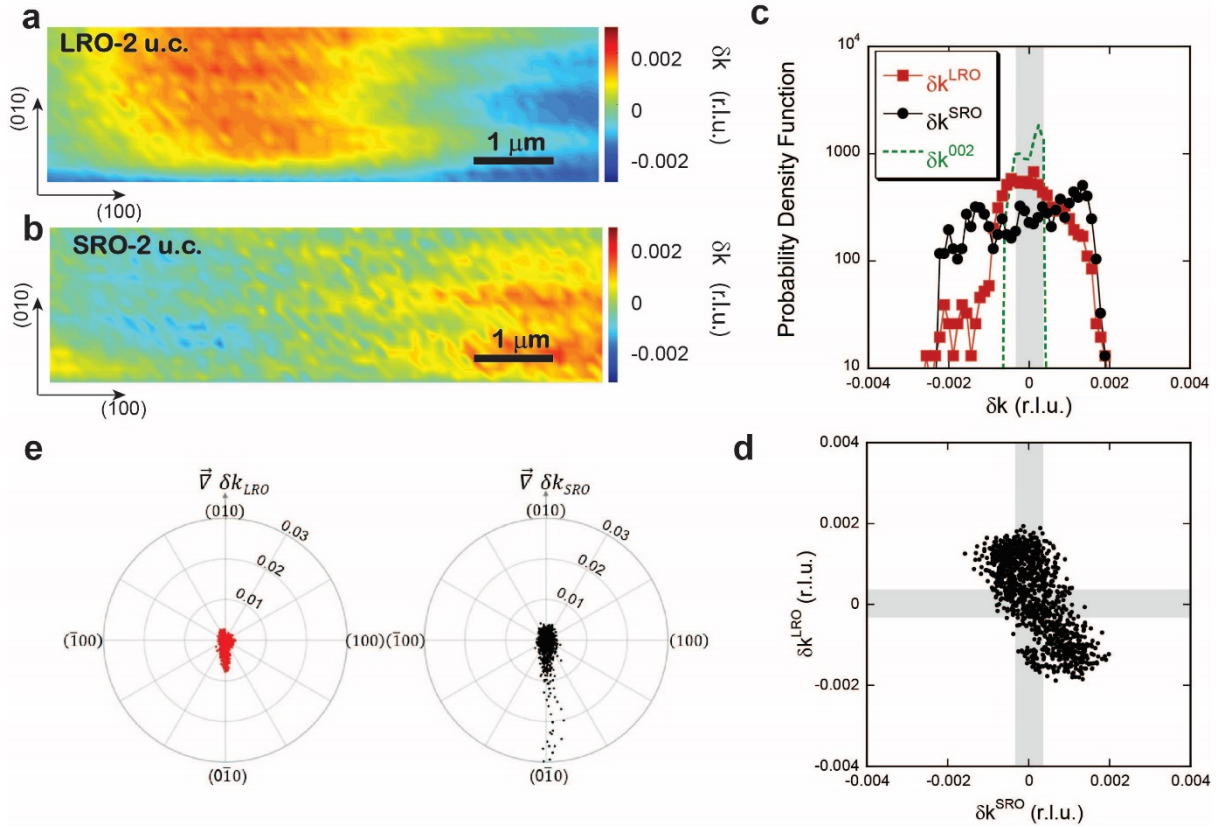 a
LRO-2 u.c.
(010)
(100)
1 μm
0.002
0
-0.002
δk (r.l.u.)
b
SRO-2 u.c.
(010)
(100)
1 μm
0.002
0
-0.002
δk (r.l.u.)
c
Probability Density Function
10⁴
1000
100
10
δk^LRO
δk^SRO
δk^002
-0.004 -0.002 0 0.002 0.004
δk (r.l.u.)
e
∇⃗ δk_LRO
(010)
0.03
0.02
0.01
(1̄00)
(100)
(01̄0)
∇⃗ δk_SRO
(010)
0.03
0.02
0.01
(1̄00)
(100)
(01̄0)
d
δk^LRO (r.l.u.)
0.004
0.002
0
-0.002
-0.004
-0.004 -0.002 0 0.002 0.004
δk^SRO (r.l.u.)